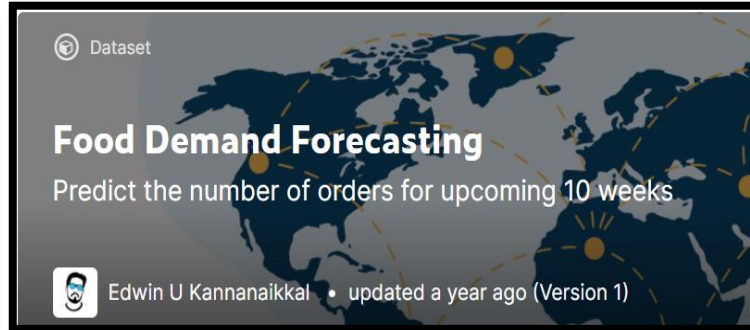 Dataset
Food Demand Forecasting
Predict the number of orders for upcoming 10 weeks
Edwin U Kannanaikkal • updated a year ago (Version 1)